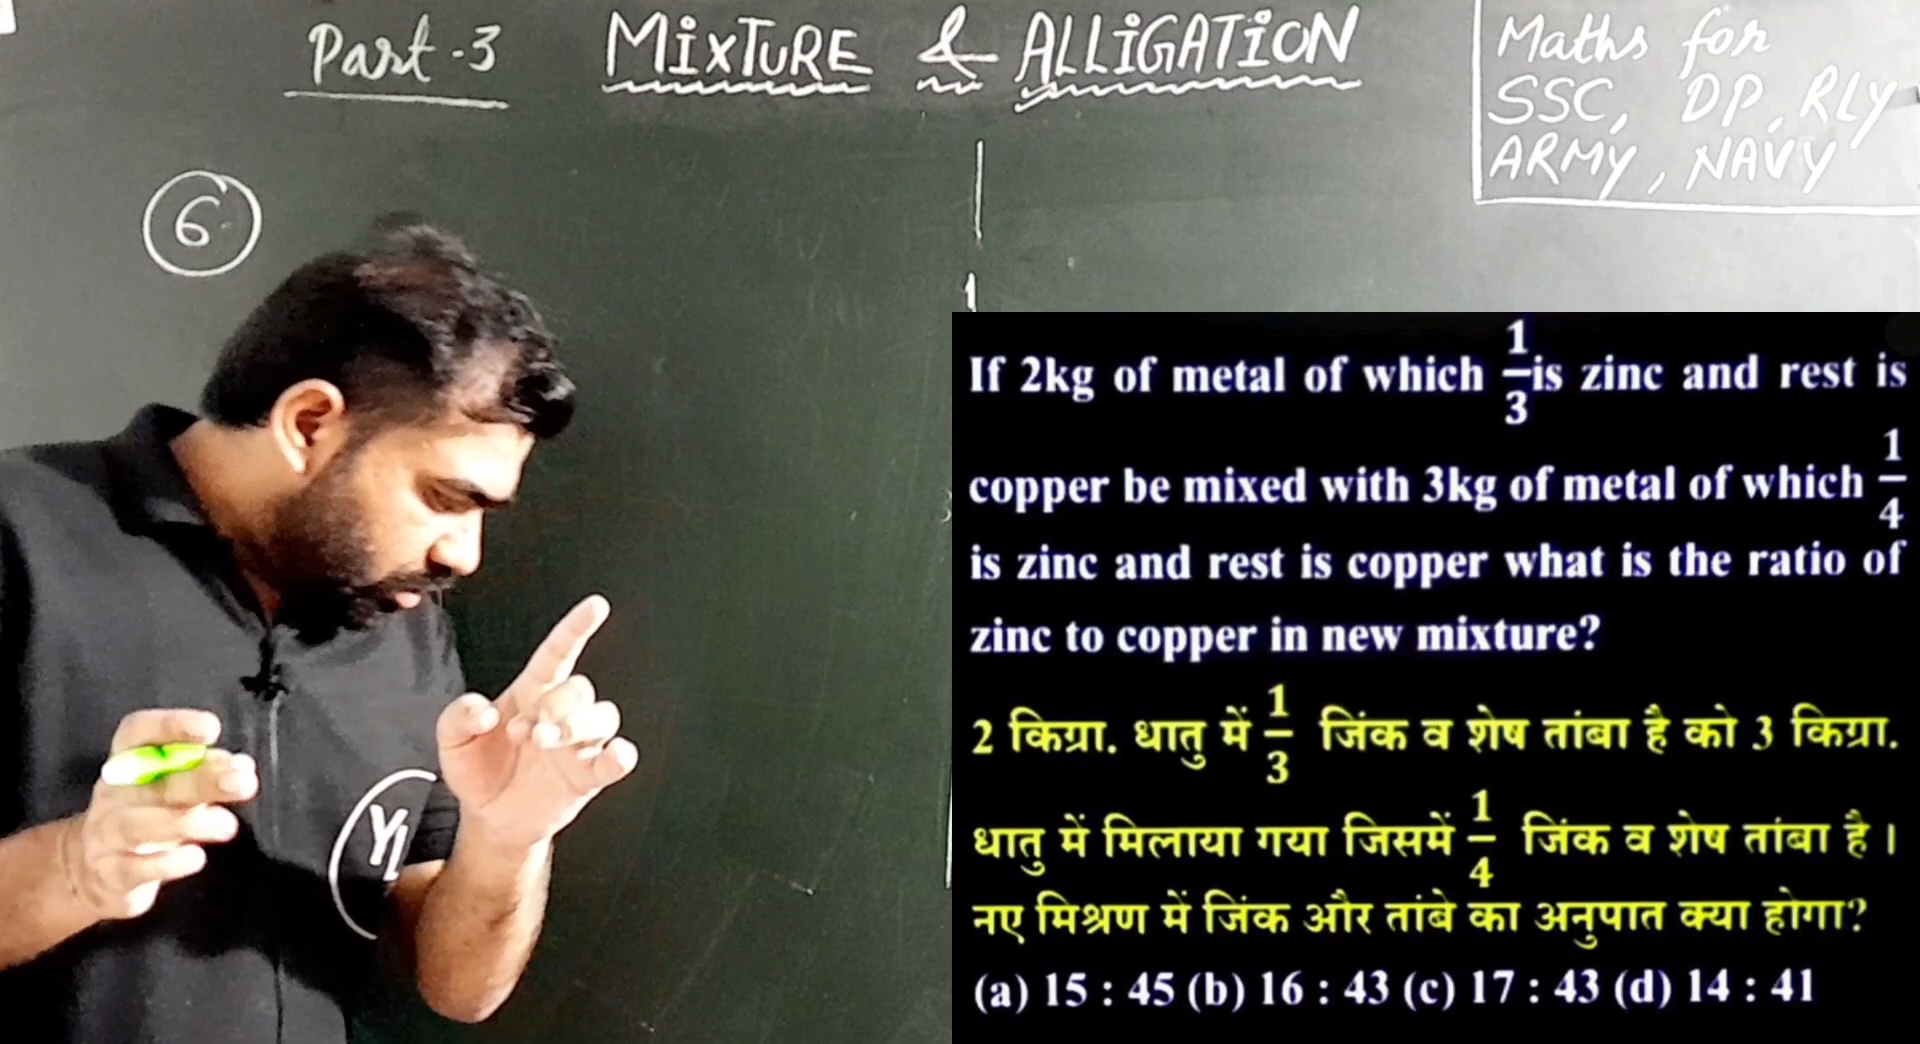 Part-3 MIXTURE & ALLIGATION
Maths for
SSC, DP, RLY
ARMY, NAVY
6
If 2kg of metal of which 1/3 is zinc and rest is
copper be mixed with 3kg of metal of which 1/4
is zinc and rest is copper what is the ratio of
zinc to copper in new mixture?
2 किग्रा. धातु में 1/3 जिंक व शेष तांबा है को 3 किग्रा.
धातु में मिलाया गया जिसमें 1/4 जिंक व शेष तांबा है।
नए मिश्रण में जिंक और तांबे का अनुपात क्या होगा?
(a) 15 : 45 (b) 16 : 43 (c) 17 : 43 (d) 14 : 41